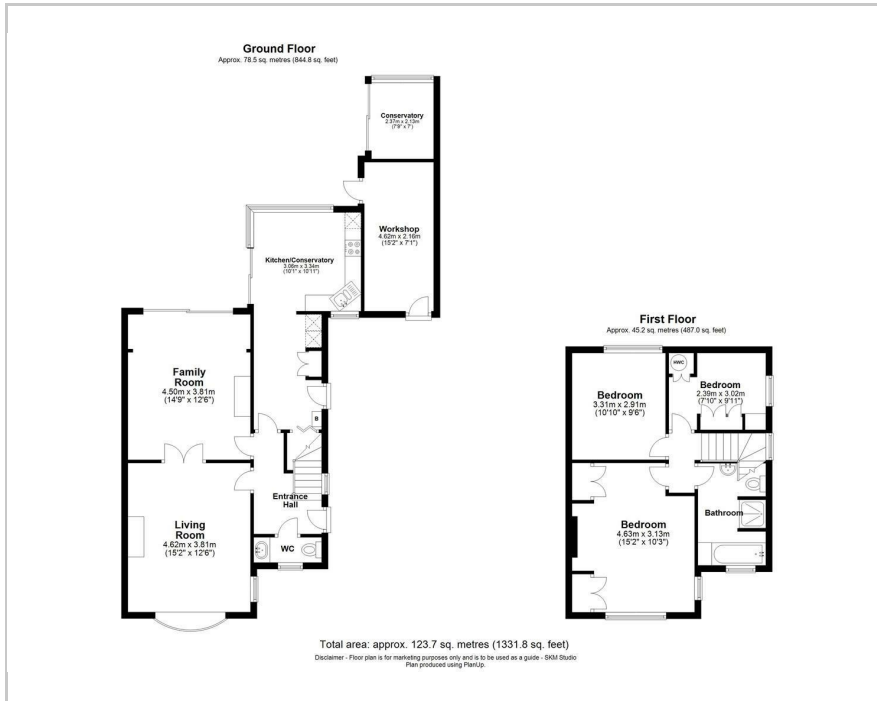 Ground Floor
Approx. 78.5 sq. metres (844.8 sq. feet)
Conservatory
2.37m x 2.13m
(7'9" x 7')
Workshop
4.62m x 2.16m
(15'2" x 7'1")
Kitchen/Conservatory
3.06m x 3.34m
(10'1" x 10'11")
Family
Room
4.50m x 3.81m
(14'9" x 12'6")
B
Entrance
Hall
Living
Room
4.62m x 3.81m
(15'2" x 12'6")
WC
First Floor
Approx. 45.2 sq. metres (487.0 sq. feet)
HWC
Bedroom
3.31m x 2.91m
(10'10" x 9'6")
Bedroom
2.39m x 3.02m
(7'10" x 9'11")
Bedroom
4.63m x 3.13m
(15'2" x 10'3")
Bathroom
Total area: approx. 123.7 sq. metres (1331.8 sq. feet)
Disclaimer - Floor plan is for marketing purposes only and is to be used as a guide - SKM Studio
Plan produced using PlanUp.